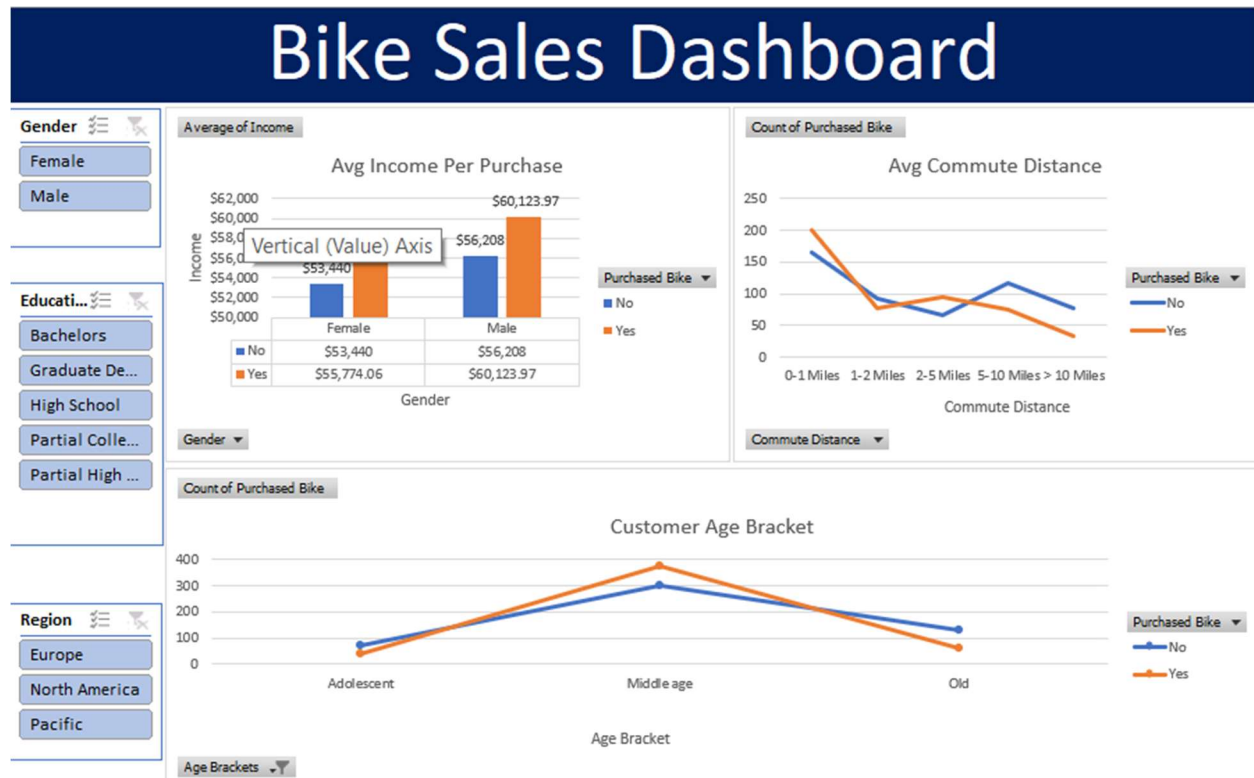 Bike Sales Dashboard
Gender
Female
Male
Educati...
Bachelors
Graduate De...
High School
Partial Colle...
Partial High ...
Region
Europe
North America
Pacific
Average of Income
Avg Income Per Purchase
$62,000
$60,000
$58,0
$56,0
$54,000
$52,000
$50,000
Income
Vertical (Value) Axis
$53,440
$56,208
$60,123.97
Female Male
No $53,440 $56,208
Yes $55,774.06 $60,123.97
Gender
Purchased Bike
No
Yes
Gender
Count of Purchased Bike
Avg Commute Distance
250
200
150
100
50
0
0-1 Miles 1-2 Miles 2-5 Miles 5-10 Miles > 10 Miles
Commute Distance
Purchased Bike
No
Yes
Commute Distance
Count of Purchased Bike
Customer Age Bracket
400
300
200
100
0
Adolescent Middle age Old
Age Bracket
Purchased Bike
No
Yes
Age Brackets